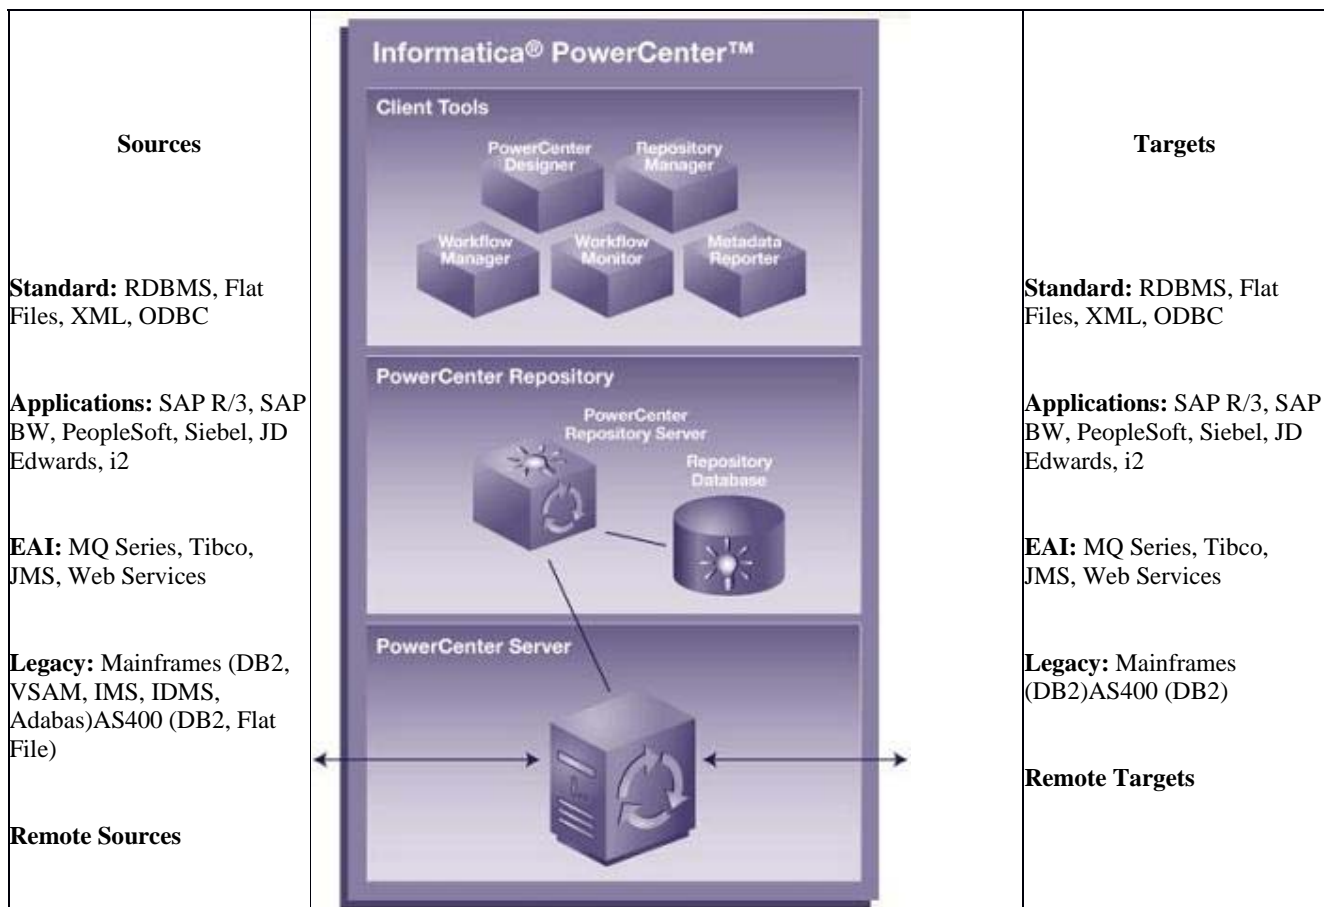 Sources
Standard: RDBMS, Flat
Files, XML, ODBC
Applications: SAP R/3, SAP
BW, PeopleSoft, Siebel, JD
Edwards, i2
EAI: MQ Series, Tibco,
JMS, Web Services
Legacy: Mainframes (DB2,
VSAM, IMS, IDMS,
Adabas)AS400 (DB2, Flat
File)
Remote Sources
Informatica® PowerCenter™
Client Tools
PowerCenter
Designer
Repository
Manager
Workflow
Manager
Workflow
Monitor
Metadata
Reporter
PowerCenter Repository
PowerCenter
Repository Server
Repository
Database
PowerCenter Server
Targets
Standard: RDBMS, Flat
Files, XML, ODBC
Applications: SAP R/3, SAP
BW, PeopleSoft, Siebel, JD
Edwards, i2
EAI: MQ Series, Tibco,
JMS, Web Services
Legacy: Mainframes
(DB2)AS400 (DB2)
Remote Targets